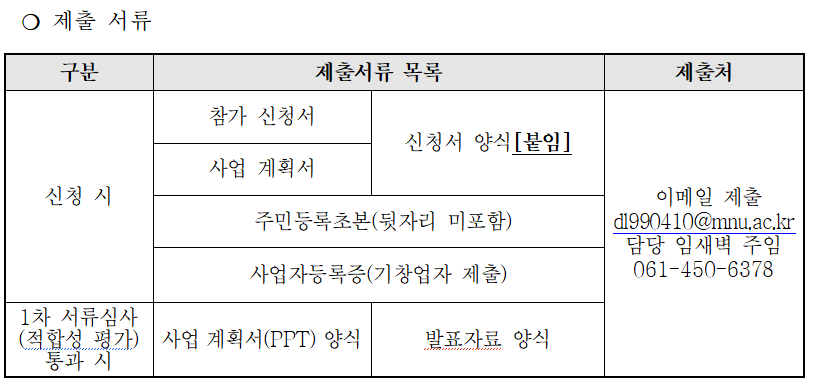 ❍ 제출 서류
구분
제출서류 목록
제출처
신청 시
참가 신청서
신청서 양식[붙임]
사업 계획서
주민등록초본(뒷자리 미포함)
사업자등록증(기창업자 제출)
이메일 제출
dl990410@mnu.ac.kr
담당 임새벽 주임
061-450-6378
1차 서류심사
(적합성 평가)
통과 시
사업 계획서(PPT) 양식
발표자료 양식